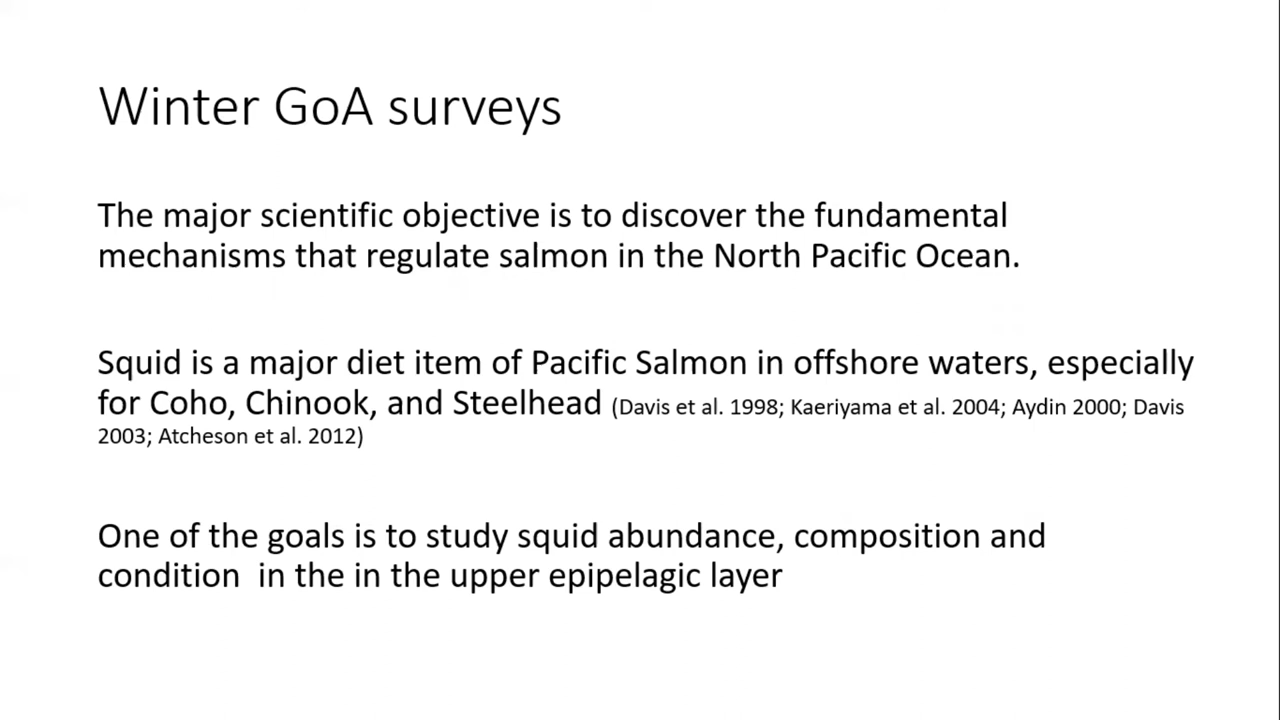 Winter GoA surveys
The major scientific objective is to discover the fundamental
mechanisms that regulate salmon in the North Pacific Ocean.
Squid is a major diet item of Pacific Salmon in offshore waters, especially
for Coho, Chinook, and Steelhead (Davis et al. 1998; Kaeriyama et al. 2004; Aydin 2000; Davis
2003; Atcheson et al. 2012)
One of the goals is to study squid abundance, composition and
condition  in the in the upper epipelagic layer